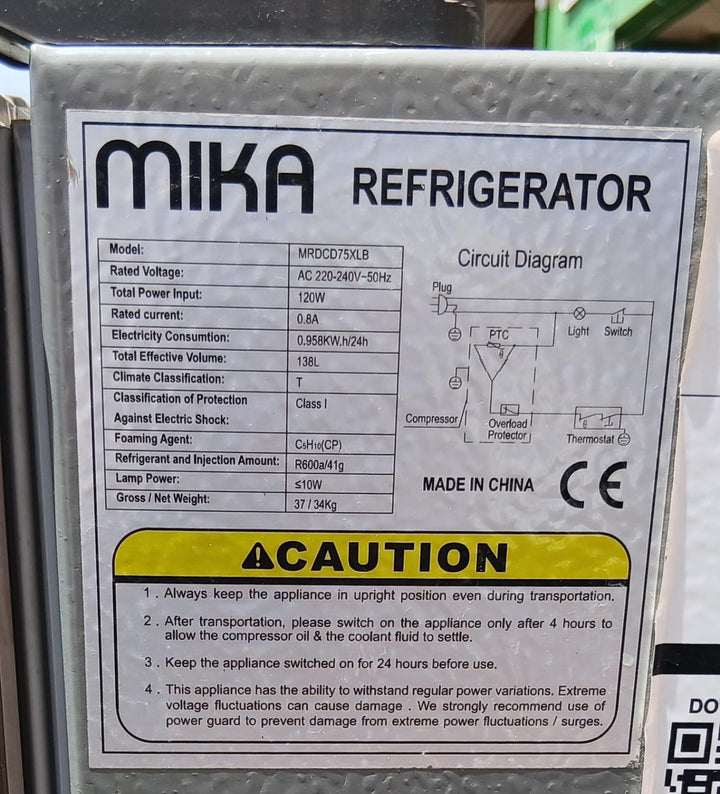 MIKA REFRIGERATOR
Model: MRDCD75XLB
Rated Voltage: AC 220-240V~50Hz
Total Power Input: 120W
Rated current: 0.8A
Electricity Consumtion: 0.958KW.h/24h
Total Effective Volume: 138L
Climate Classification: T
Classification of Protection
Against Electric Shock: Class I
Foaming Agent: C5H10(CP)
Refrigerant and Injection Amount: R600a/41g
Lamp Power: ≤10W
Gross / Net Weight: 37 / 34Kg
Circuit Diagram
Plug
PTC
θ
Light Switch
Compressor
Overload
Protector
θ
Thermostat
MADE IN CHINA CE
⚠CAUTION
1 . Always keep the appliance in upright position even during transportation.
2 . After transportation, please switch on the appliance only after 4 hours to
allow the compressor oil & the coolant fluid to settle.
3 . Keep the appliance switched on for 24 hours before use.
4 . This appliance has the ability to withstand regular power variations. Extreme
voltage fluctuations can cause damage . We strongly recommend use of
power guard to prevent damage from extreme power fluctuations / surges.
DO